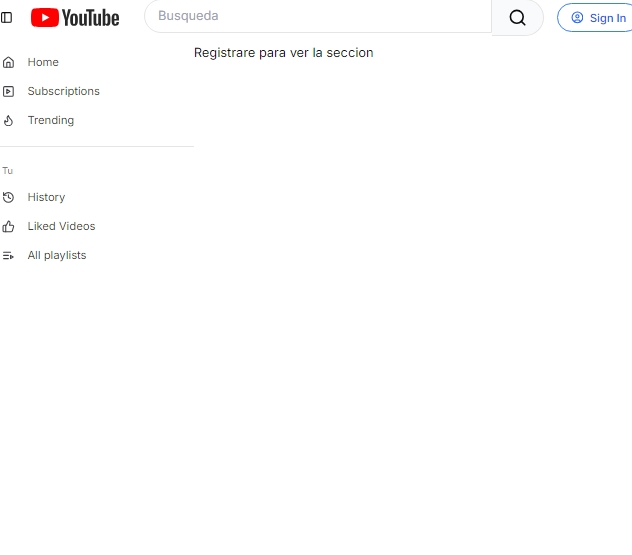 YouTube
Busqueda
Sign In
Registrare para ver la seccion
Home
Subscriptions
Trending
Tu
History
Liked Videos
All playlists